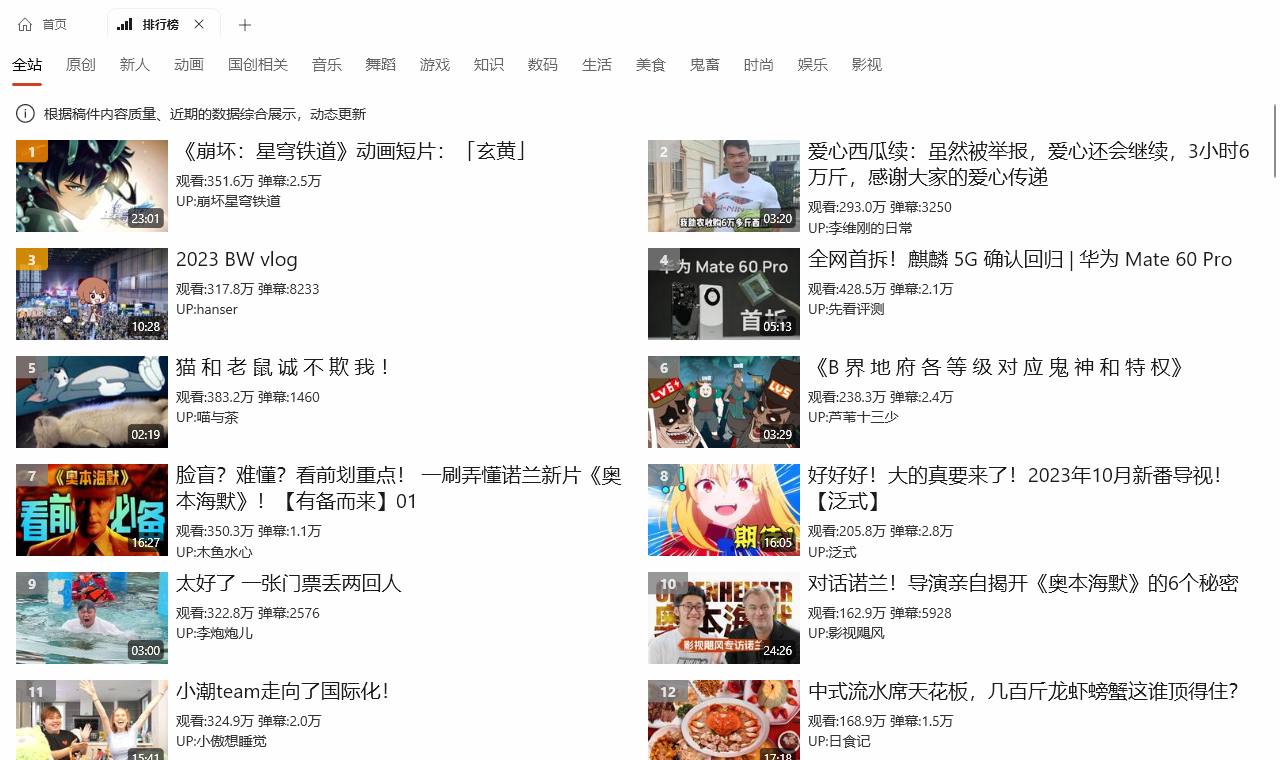 首页
排行榜
全站 原创 新人 动画 国创相关 音乐 舞蹈 游戏 知识 数码 生活 美食 鬼畜 时尚 娱乐 影视
根据稿件内容质量、近期的数据综合展示，动态更新
1
23:01
《崩坏：星穹铁道》动画短片：「玄黄」
观看:351.6万 弹幕:2.5万
UP:崩坏星穹铁道
2
03:20
爱心西瓜续：虽然被举报，爱心还会继续，3小时6
万斤，感谢大家的爱心传递
观看:293.0万 弹幕:3250
UP:李维刚的日常
3
10:28
2023 BW vlog
观看:317.8万 弹幕:8233
UP:hanser
4
华为 Mate 60 Pro
首拆
05:13
全网首拆！麒麟 5G 确认回归 | 华为 Mate 60 Pro
观看:428.5万 弹幕:2.1万
UP:先看评测
5
02:19
猫 和 老 鼠 诚 不 欺 我 ！
观看:383.2万 弹幕:1460
UP:喵与茶
6
LV6+
LV5
03:29
《B 界 地 府 各 等 级 对 应 鬼 神 和 特 权》
观看:238.3万 弹幕:2.4万
UP:芦苇十三少
7
《奥本海默》
看前必备
16:27
脸盲？难懂？看前划重点！ 一刷弄懂诺兰新片《奥
本海默》！【有备而来】01
观看:350.3万 弹幕:1.1万
UP:木鱼水心
8
期待!
16:05
好好好！大的真要来了！2023年10月新番导视！
【泛式】
观看:205.8万 弹幕:2.8万
UP:泛式
9
03:00
太好了 一张门票丢两回人
观看:322.8万 弹幕:2576
UP:李炮炮儿
10
奥本海默
影视飓风专访诺兰
24:26
对话诺兰！导演亲自揭开《奥本海默》的6个秘密
观看:162.9万 弹幕:5928
UP:影视飓风
11
15:41
小潮team走向了国际化！
观看:324.9万 弹幕:2.0万
UP:小傲想睡觉
12
17:18
中式流水席天花板，几百斤龙虾螃蟹这谁顶得住？
观看:168.9万 弹幕:1.5万
UP:日食记